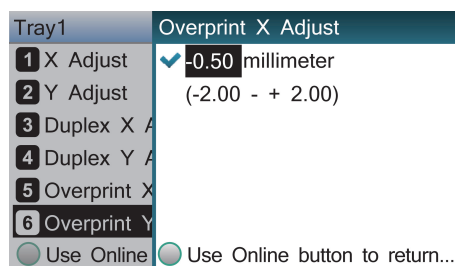 Tray1
1 X Adjust
2 Y Adjust
3 Duplex X A
4 Duplex Y A
5 Overprint X
6 Overprint Y
Use Online
Overprint X Adjust
-0.50 millimeter
(-2.00 - + 2.00)
Use Online button to return...